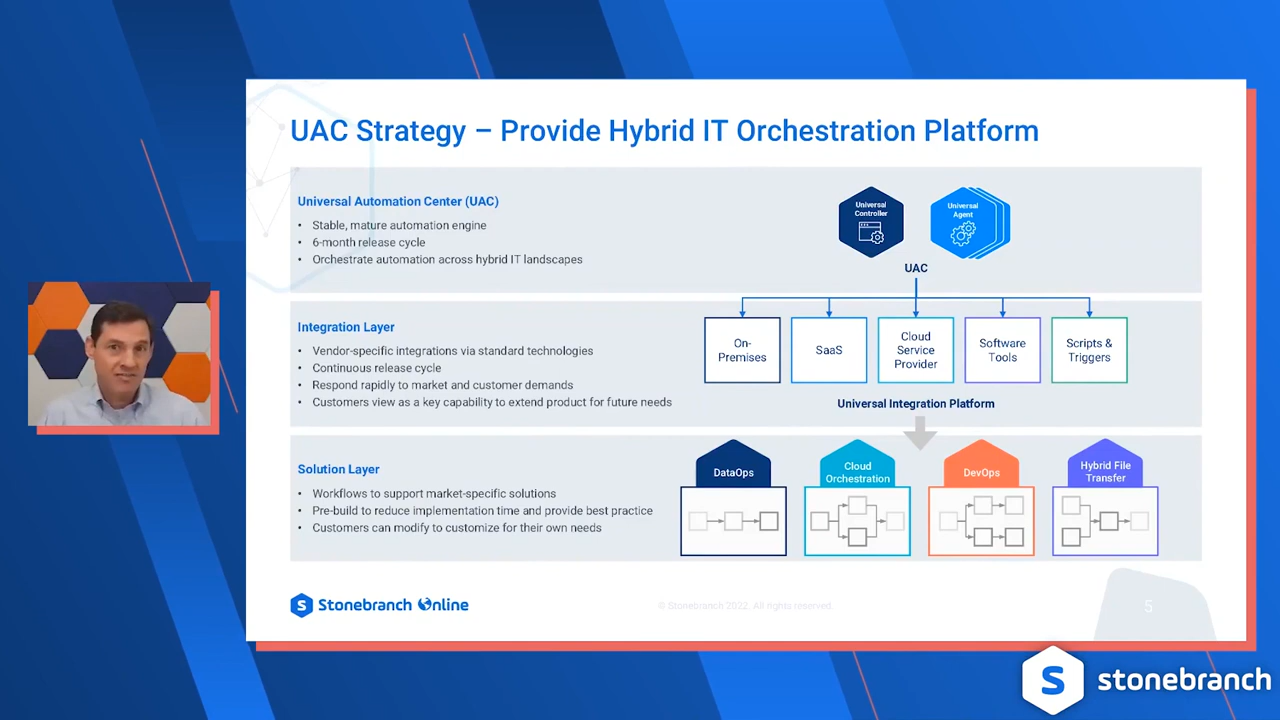 UAC Strategy – Provide Hybrid IT Orchestration Platform
Universal Automation Center (UAC)
• Stable, mature automation engine
• 6-month release cycle
• Orchestrate automation across hybrid IT landscapes
Universal
Controller
Universal
Agent
UAC
Integration Layer
• Vendor-specific integrations via standard technologies
• Continuous release cycle
• Respond rapidly to market and customer demands
• Customers view as a key capability to extend product for future needs
On-
Premises
SaaS
Cloud
Service
Provider
Software
Tools
Scripts &
Triggers
Universal Integration Platform
Solution Layer
• Workflows to support market-specific solutions
• Pre-build to reduce implementation time and provide best practice
• Customers can modify to customize for their own needs
DataOps
Cloud
Orchestration
DevOps
Hybrid File
Transfer
S Stonebranch Online
© Stonebranch 2022. All rights reserved.
5
S stonebranch